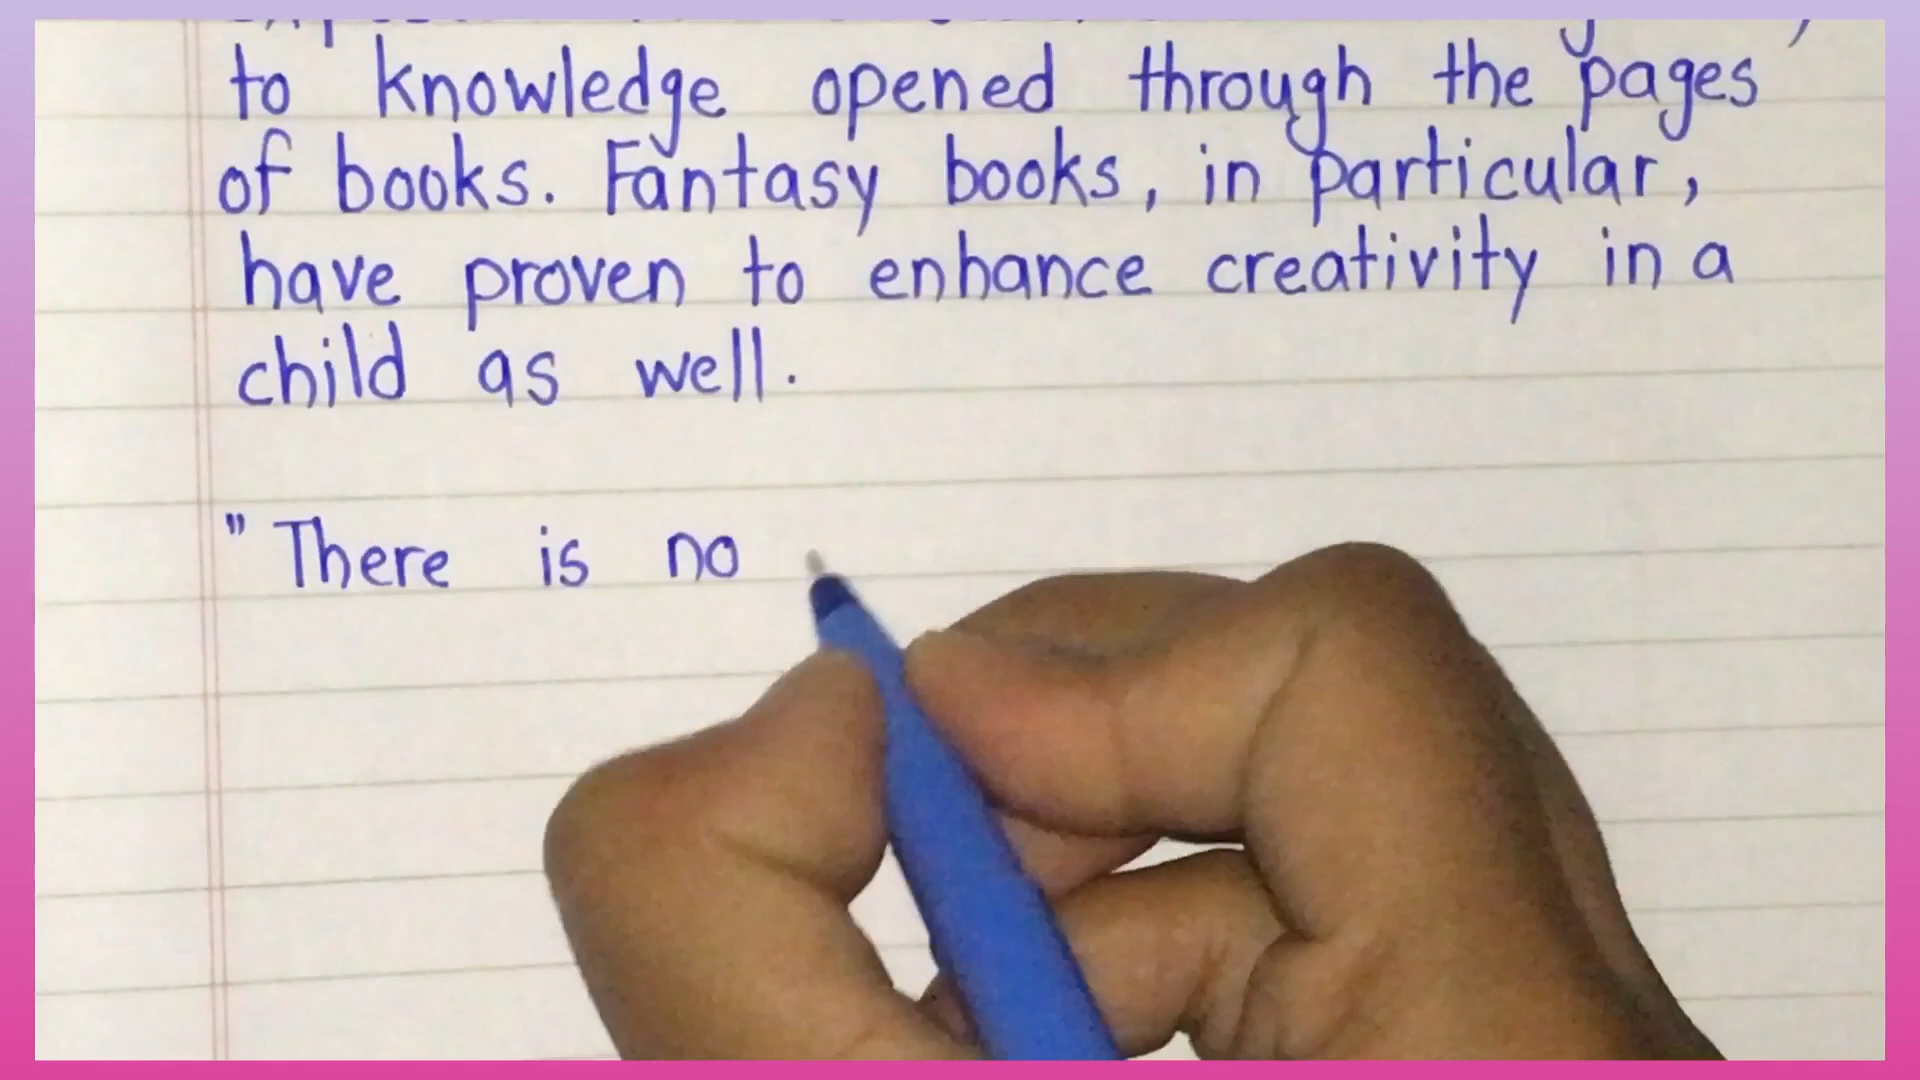 to knowledge opened through the pages
of books. Fantasy books, in particular,
have proven to enhance creativity in a
child as well.
"There is no